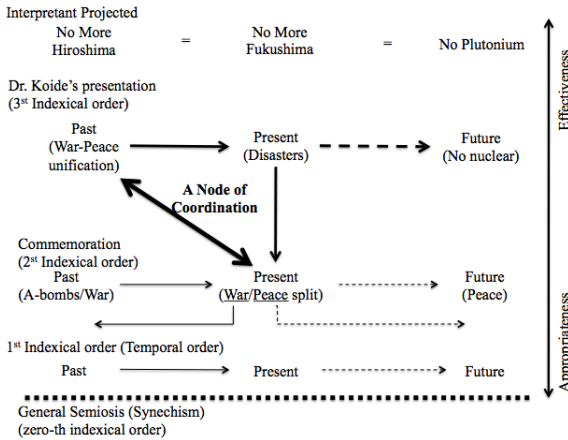 Interpretant Projected
No More
Hiroshima
=
No More
Fukushima
=
No Plutonium
Dr. Koide's presentation
(3st Indexical order)
Past
(War-Peace
unification)
Present
(Disasters)
Future
(No nuclear)
A Node of
Coordination
Commemoration
(2st Indexical order)
Past
(A-bombs/War)
Present
(War/Peace split)
Future
(Peace)
1st Indexical order (Temporal order)
Past
Present
Future
General Semiosis (Synechism)
(zero-th indexical order)
Effectiveness
Appropriateness